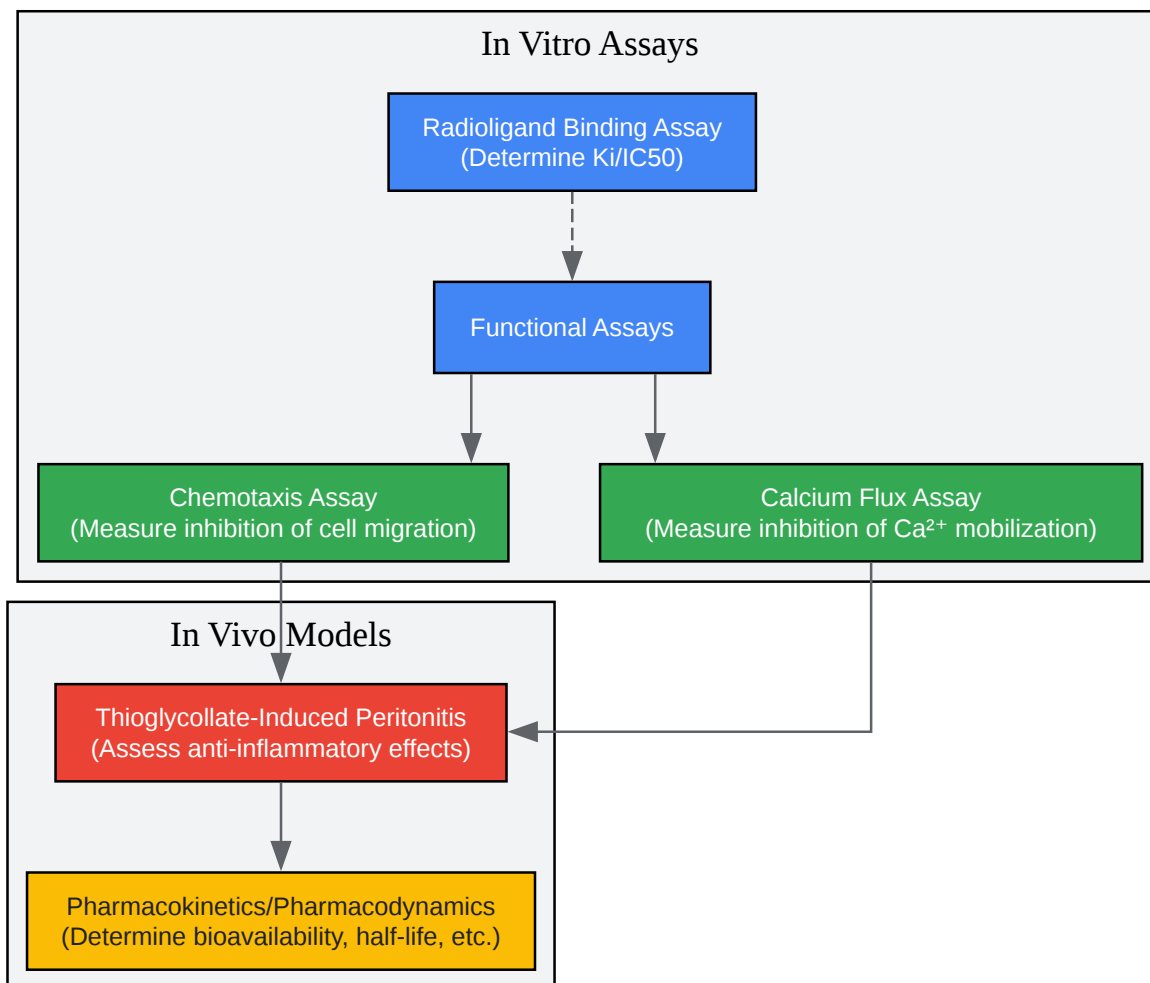 In Vitro Assays
Radioligand Binding Assay
(Determine Ki/IC50)
Functional Assays
Chemotaxis Assay
(Measure inhibition of cell migration)
Calcium Flux Assay
(Measure inhibition of Ca²⁺ mobilization)
In Vivo Models
Thioglycollate-Induced Peritonitis
(Assess anti-inflammatory effects)
Pharmacokinetics/Pharmacodynamics
(Determine bioavailability, half-life, etc.)